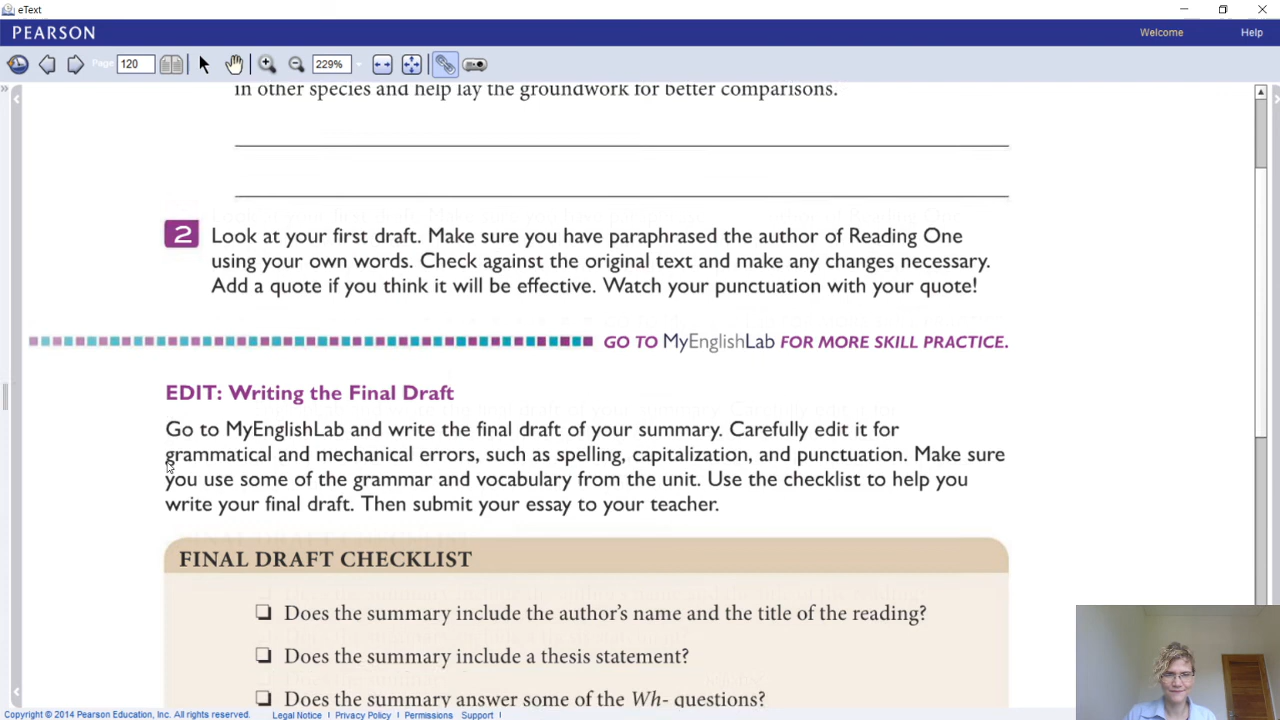 eText
PEARSON
Welcome
Help
Page
120
229%
in other species and help lay the groundwork for better comparisons.
2
Look at your first draft. Make sure you have paraphrased the author of Reading One
using your own words. Check against the original text and make any changes necessary.
Add a quote if you think it will be effective. Watch your punctuation with your quote!
GO TO MyEnglishLab FOR MORE SKILL PRACTICE.
EDIT: Writing the Final Draft
Go to MyEnglishLab and write the final draft of your summary. Carefully edit it for
grammatical and mechanical errors, such as spelling, capitalization, and punctuation. Make sure
you use some of the grammar and vocabulary from the unit. Use the checklist to help you
write your final draft. Then submit your essay to your teacher.
FINAL DRAFT CHECKLIST
❏ Does the summary include the author's name and the title of the reading?
❏ Does the summary include a thesis statement?
❏ Does the summary answer some of the Wh- questions?
Copyright © 2014 Pearson Education, Inc. All rights reserved. Legal Notice | Privacy Policy | Permissions Support |